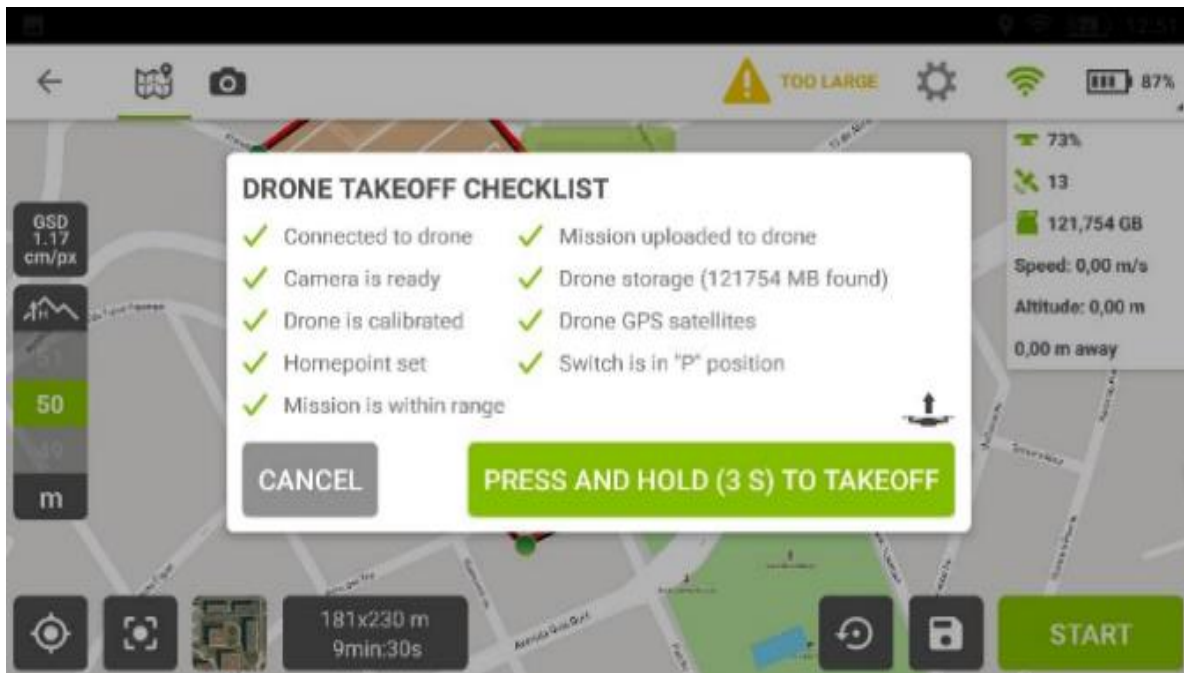 TOO LARGE
87%
73%
13
121,754 GB
Speed: 0,00 m/s
Altitude: 0,00 m
0,00 m away
GSD
1.17
cm/px
H
51
50
49
m
DRONE TAKEOFF CHECKLIST
Connected to drone
Mission uploaded to drone
Camera is ready
Drone storage (121754 MB found)
Drone is calibrated
Drone GPS satellites
Homepoint set
Switch is in "P" position
Mission is within range
CANCEL
PRESS AND HOLD (3 S) TO TAKEOFF
181x230 m
9min:30s
START